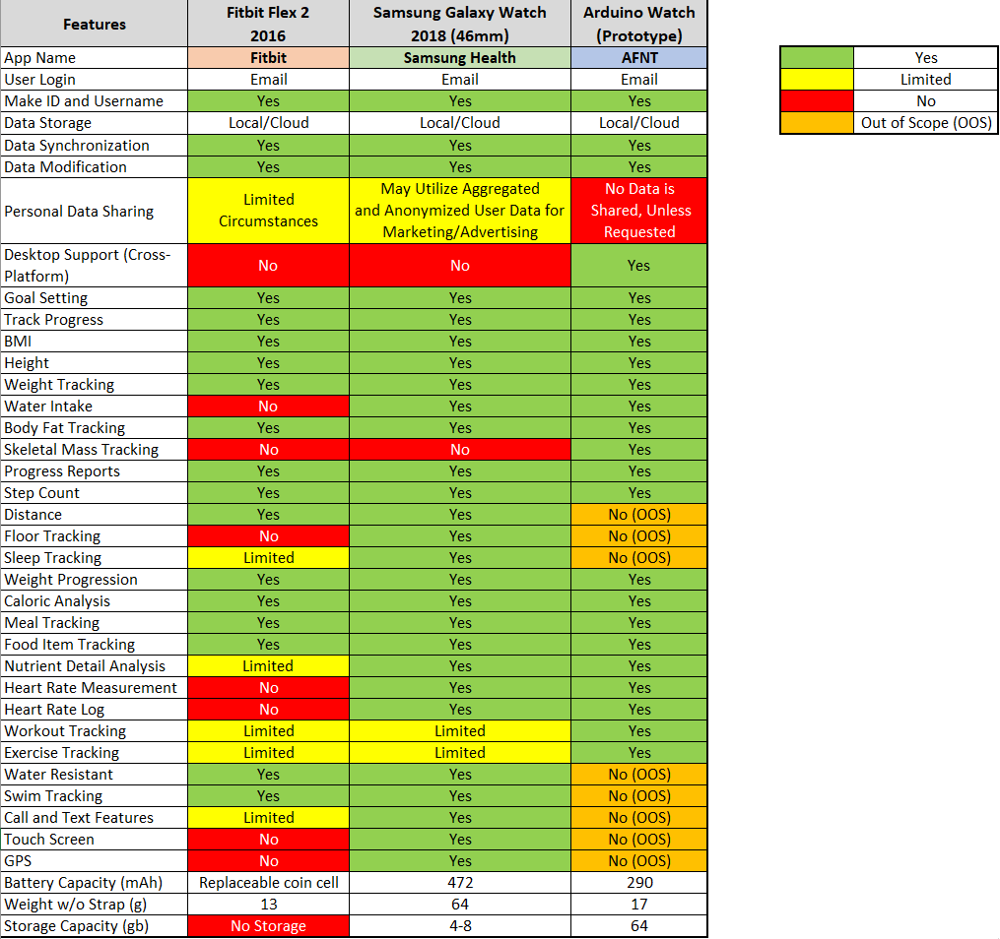 Features Fitbit Flex 2 2016 Samsung Galaxy Watch 2018 (46mm) Arduino Watch (Prototype)
App Name Fitbit Samsung Health AFNT
User Login Email Email Email
Make ID and Username Yes Yes Yes
Data Storage Local/Cloud Local/Cloud Local/Cloud
Data Synchronization Yes Yes Yes
Data Modification Yes Yes Yes
Personal Data Sharing Limited Circumstances May Utilize Aggregated and Anonymized User Data for Marketing/Advertising No Data is Shared, Unless Requested
Desktop Support (Cross-Platform) No No Yes
Goal Setting Yes Yes Yes
Track Progress Yes Yes Yes
BMI Yes Yes Yes
Height Yes Yes Yes
Weight Tracking Yes Yes Yes
Water Intake No Yes Yes
Body Fat Tracking Yes Yes Yes
Skeletal Mass Tracking No No Yes
Progress Reports Yes Yes Yes
Step Count Yes Yes Yes
Distance Yes Yes No (OOS)
Floor Tracking No Yes No (OOS)
Sleep Tracking Limited Yes No (OOS)
Weight Progression Yes Yes Yes
Caloric Analysis Yes Yes Yes
Meal Tracking Yes Yes Yes
Food Item Tracking Yes Yes Yes
Nutrient Detail Analysis Limited Yes Yes
Heart Rate Measurement No Yes Yes
Heart Rate Log No Yes Yes
Workout Tracking Limited Limited Yes
Exercise Tracking Limited Limited Yes
Water Resistant Yes Yes No (OOS)
Swim Tracking Yes Yes No (OOS)
Call and Text Features Limited Yes No (OOS)
Touch Screen No Yes No (OOS)
GPS No Yes No (OOS)
Battery Capacity (mAh) Replaceable coin cell 472 290
Weight w/o Strap (g) 13 64 17
Storage Capacity (gb) No Storage 4-8 64
Yes
Limited
No
Out of Scope (OOS)